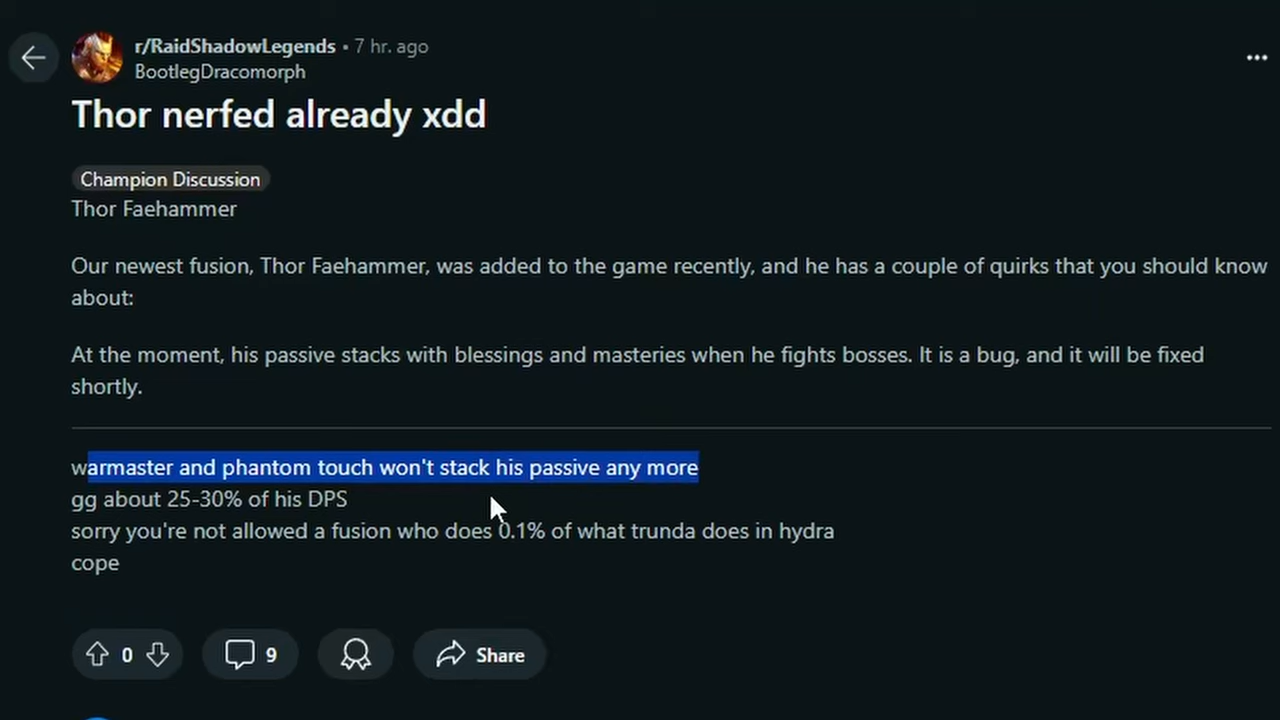 r/RaidShadowLegends • 7 hr. ago
BootlegDracomorph
Thor nerfed already xdd
Champion Discussion
Thor Faehammer
Our newest fusion, Thor Faehammer, was added to the game recently, and he has a couple of quirks that you should know
about:
At the moment, his passive stacks with blessings and masteries when he fights bosses. It is a bug, and it will be fixed
shortly.
warmaster and phantom touch won't stack his passive any more
gg about 25-30% of his DPS
sorry you're not allowed a fusion who does 0.1% of what trunda does in hydra
cope
0
9
Share